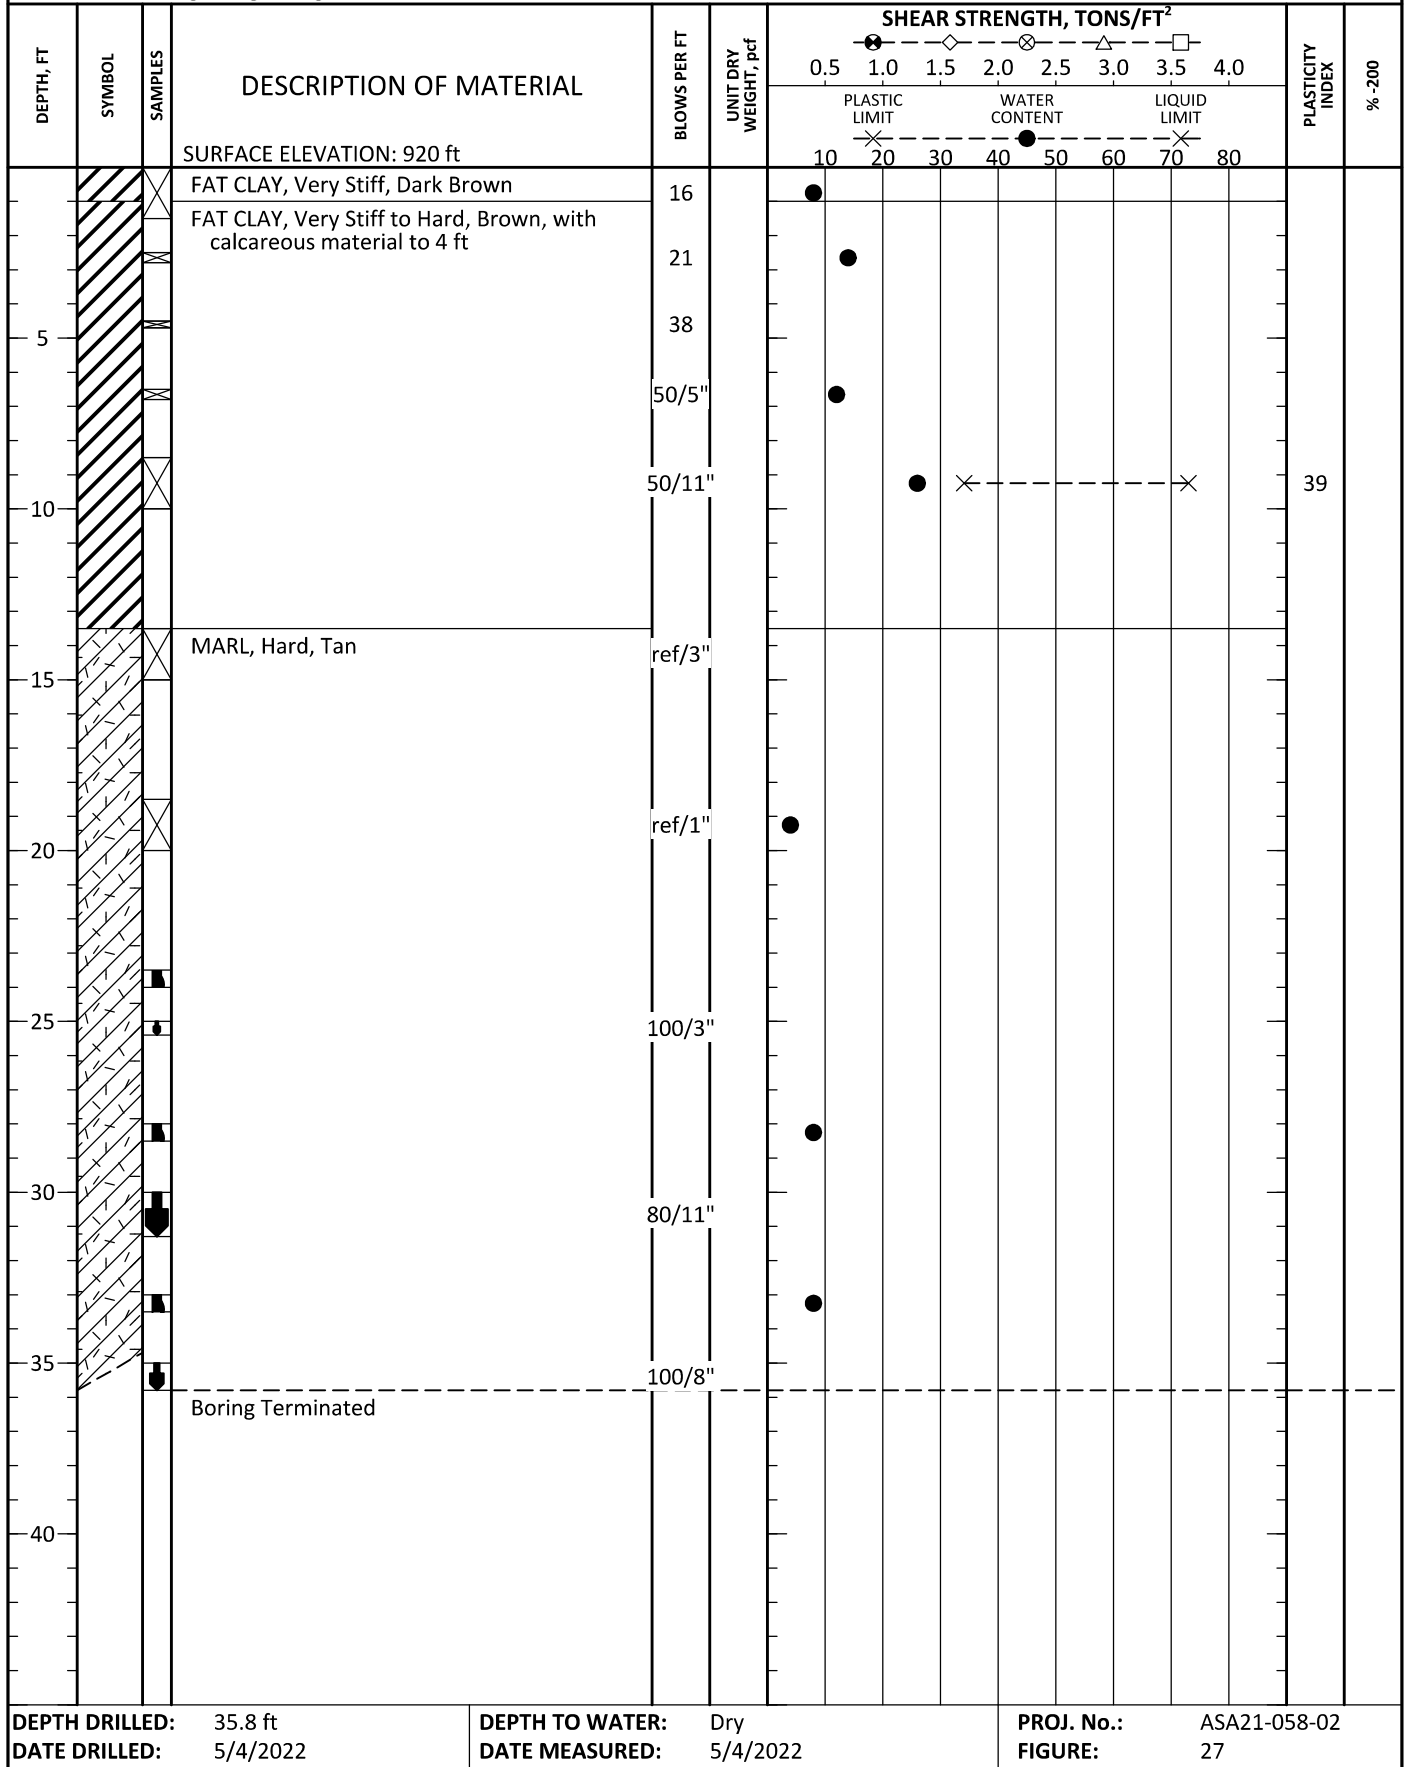 SHEAR STRENGTH, TONS/FT²
DEPTH, FT
SYMBOL
SAMPLES
DESCRIPTION OF MATERIAL
BLOWS PER FT
UNIT DRY
WEIGHT, pcf
0.5 1.0 1.5 2.0 2.5 3.0 3.5 4.0
PLASTICITY
INDEX
% -200
PLASTIC
LIMIT
WATER
CONTENT
LIQUID
LIMIT
SURFACE ELEVATION: 920 ft
10 20 30 40 50 60 70 80
FAT CLAY, Very Stiff, Dark Brown
16
FAT CLAY, Very Stiff to Hard, Brown, with
calcareous material to 4 ft
21
38
5
50/5"
50/11"
39
10
MARL, Hard, Tan
ref/3"
15
ref/1"
20
25
100/3"
30
80/11"
35
100/8"
Boring Terminated
40
DEPTH DRILLED: 35.8 ft
DATE DRILLED: 5/4/2022
DEPTH TO WATER: Dry
DATE MEASURED: 5/4/2022
PROJ. No.: ASA21-058-02
FIGURE: 27